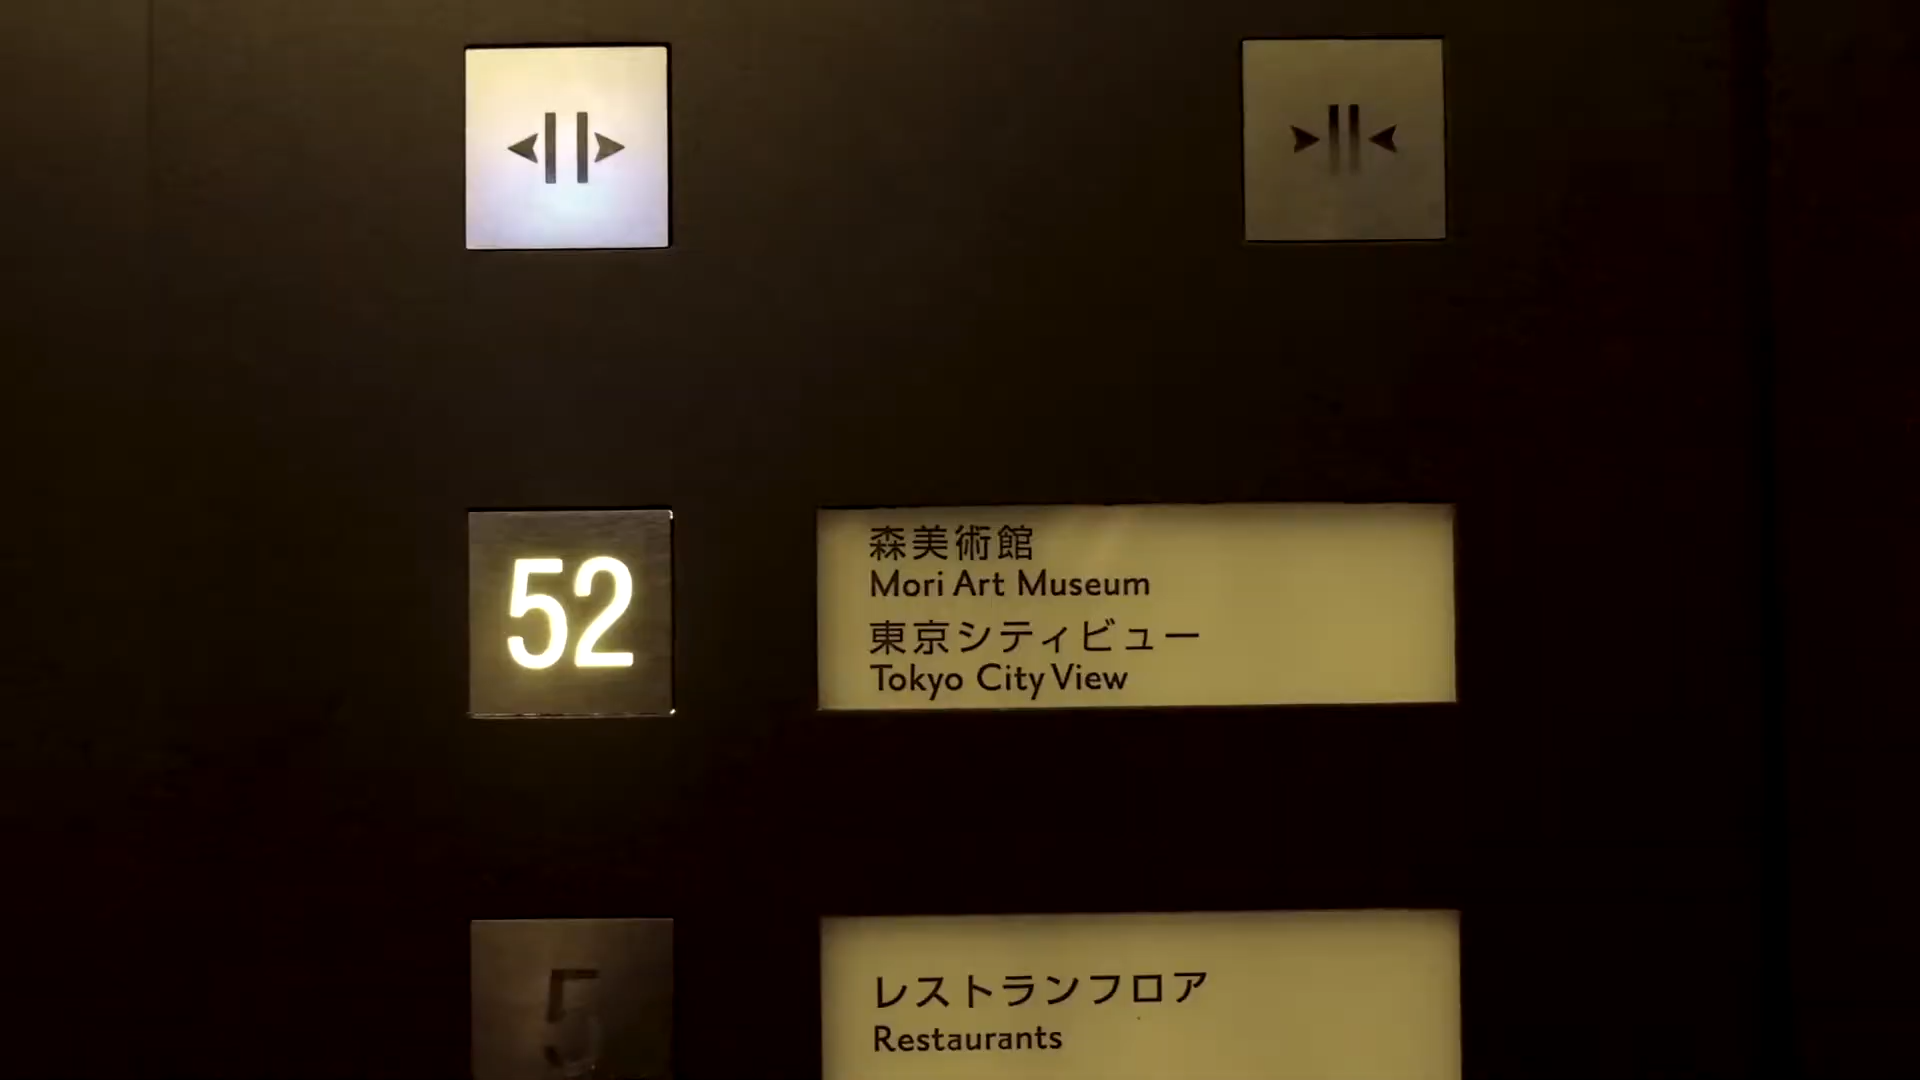 52
森美術館
Mori Art Museum
東京シティビュー
Tokyo City View
5
レストランフロア
Restaurants